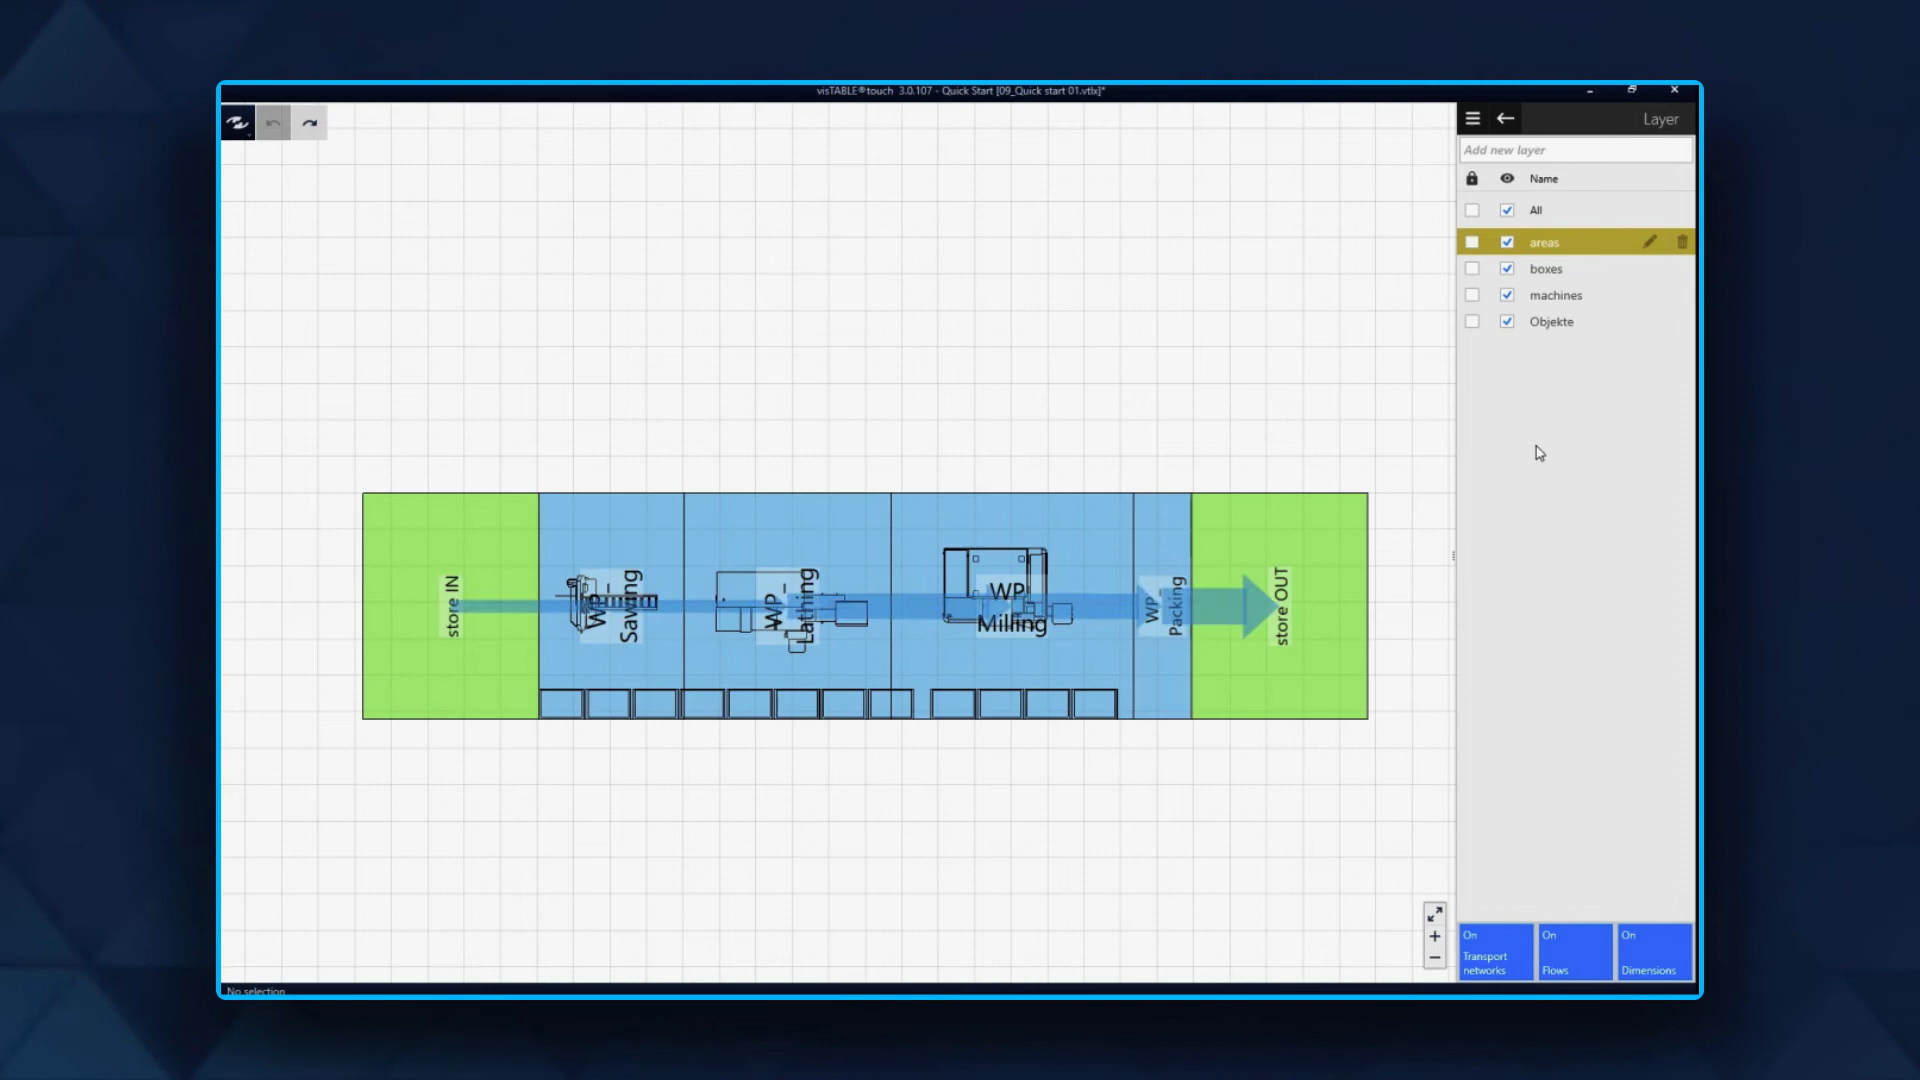 visTABLE®touch 3.0.107 - Quick Start [09_Quick start 01.vtlx]*
Layer
Add new layer
Name
All
areas
boxes
machines
Objekte
store IN
WP_
Sawing
WP_
Lathing
WP_
Milling
WP_
Packing
store OUT
On
Transport
networks
On
Flows
On
Dimensions
No selection